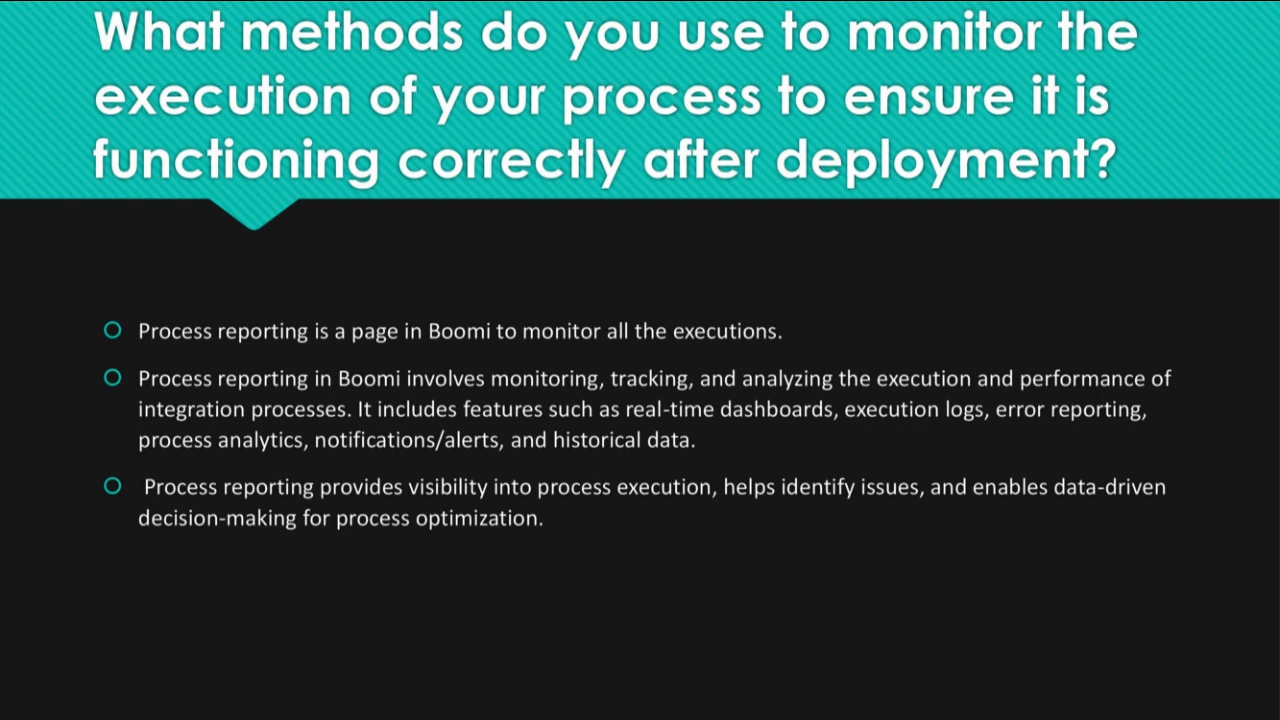 What methods do you use to monitor the
execution of your process to ensure it is
functioning correctly after deployment?
Process reporting is a page in Boomi to monitor all the executions.
Process reporting in Boomi involves monitoring, tracking, and analyzing the execution and performance of
integration processes. It includes features such as real-time dashboards, execution logs, error reporting,
process analytics, notifications/alerts, and historical data.
Process reporting provides visibility into process execution, helps identify issues, and enables data-driven
decision-making for process optimization.